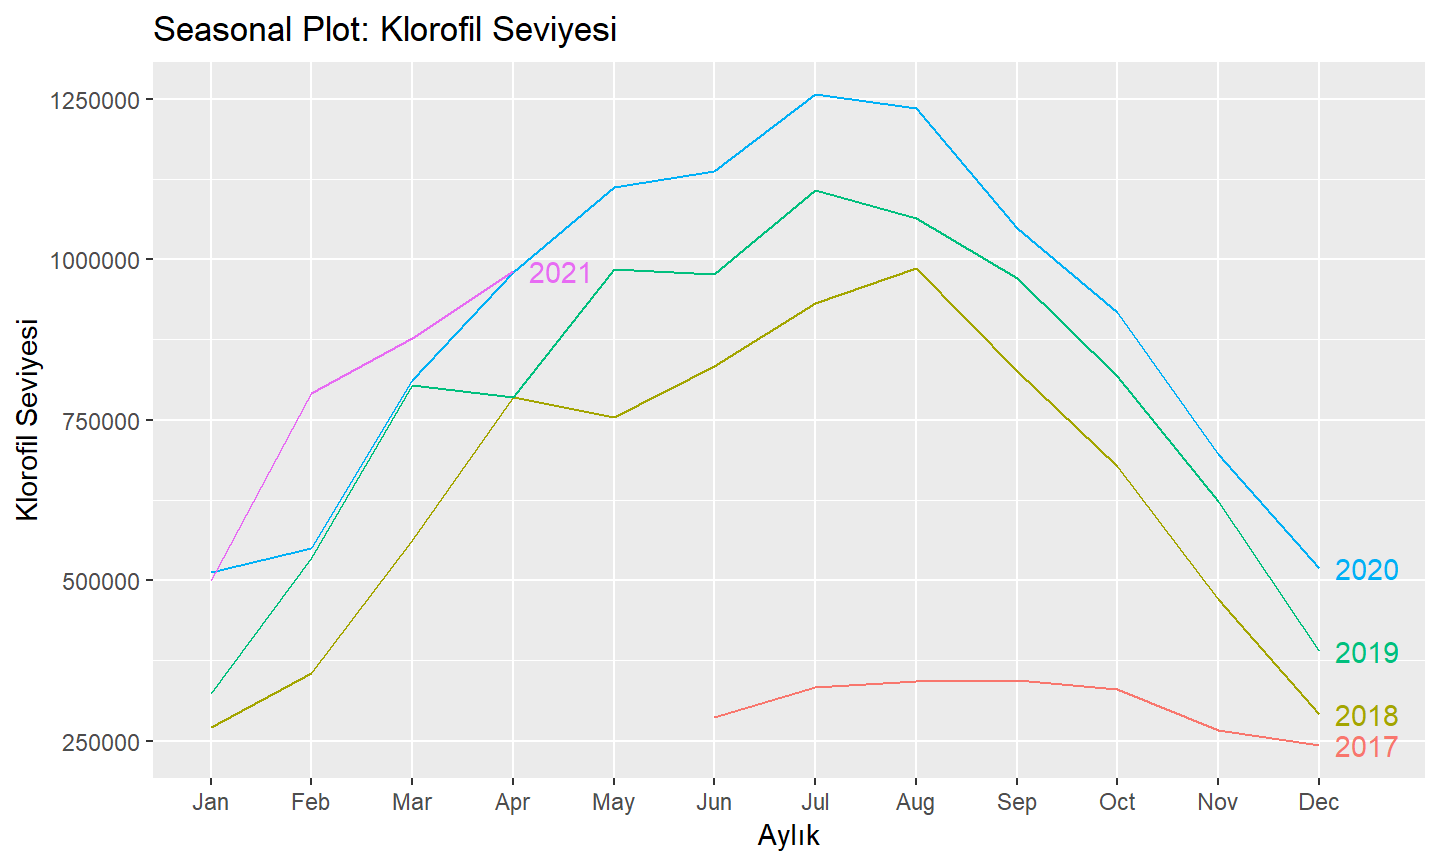 Seasonal Plot: Klorofil Seviyesi
1250000
1000000
750000
500000
250000
Klorofil Seviyesi
2021
2020
2019
2018
2017
Jan Feb Mar Apr May Jun Jul Aug Sep Oct Nov Dec
Aylık